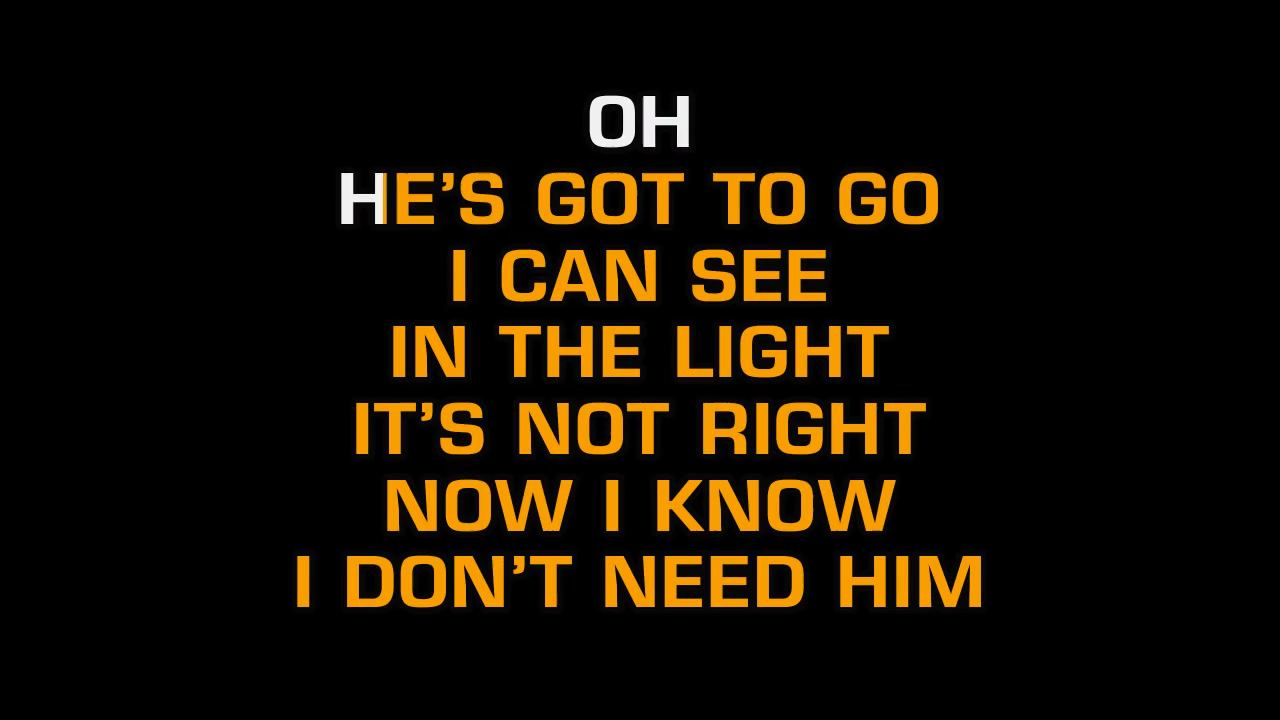 OH
HE’S GOT TO GO
I CAN SEE
IN THE LIGHT
IT’S NOT RIGHT
NOW I KNOW
I DON’T NEED HIM